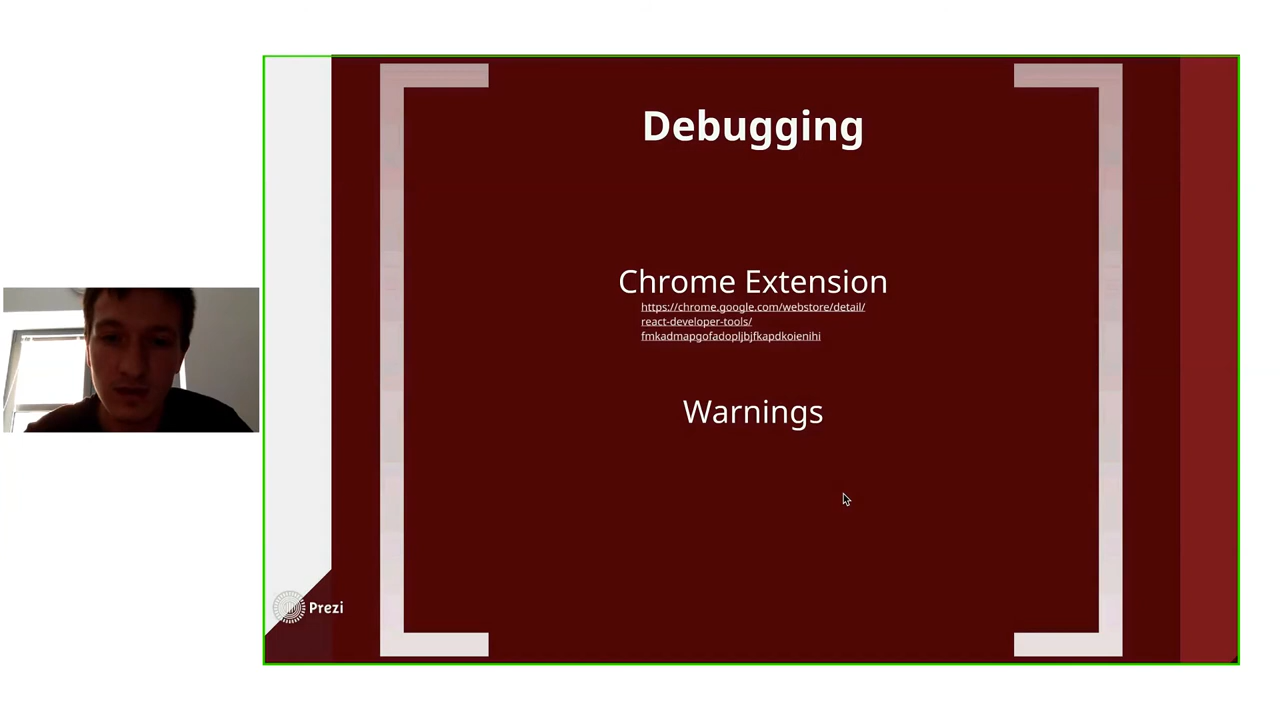 Debugging
Chrome Extension
https://chrome.google.com/webstore/detail/
react-developer-tools/
fmkadmapgofadopljbjfkapdkoienihi
Warnings
Prezi